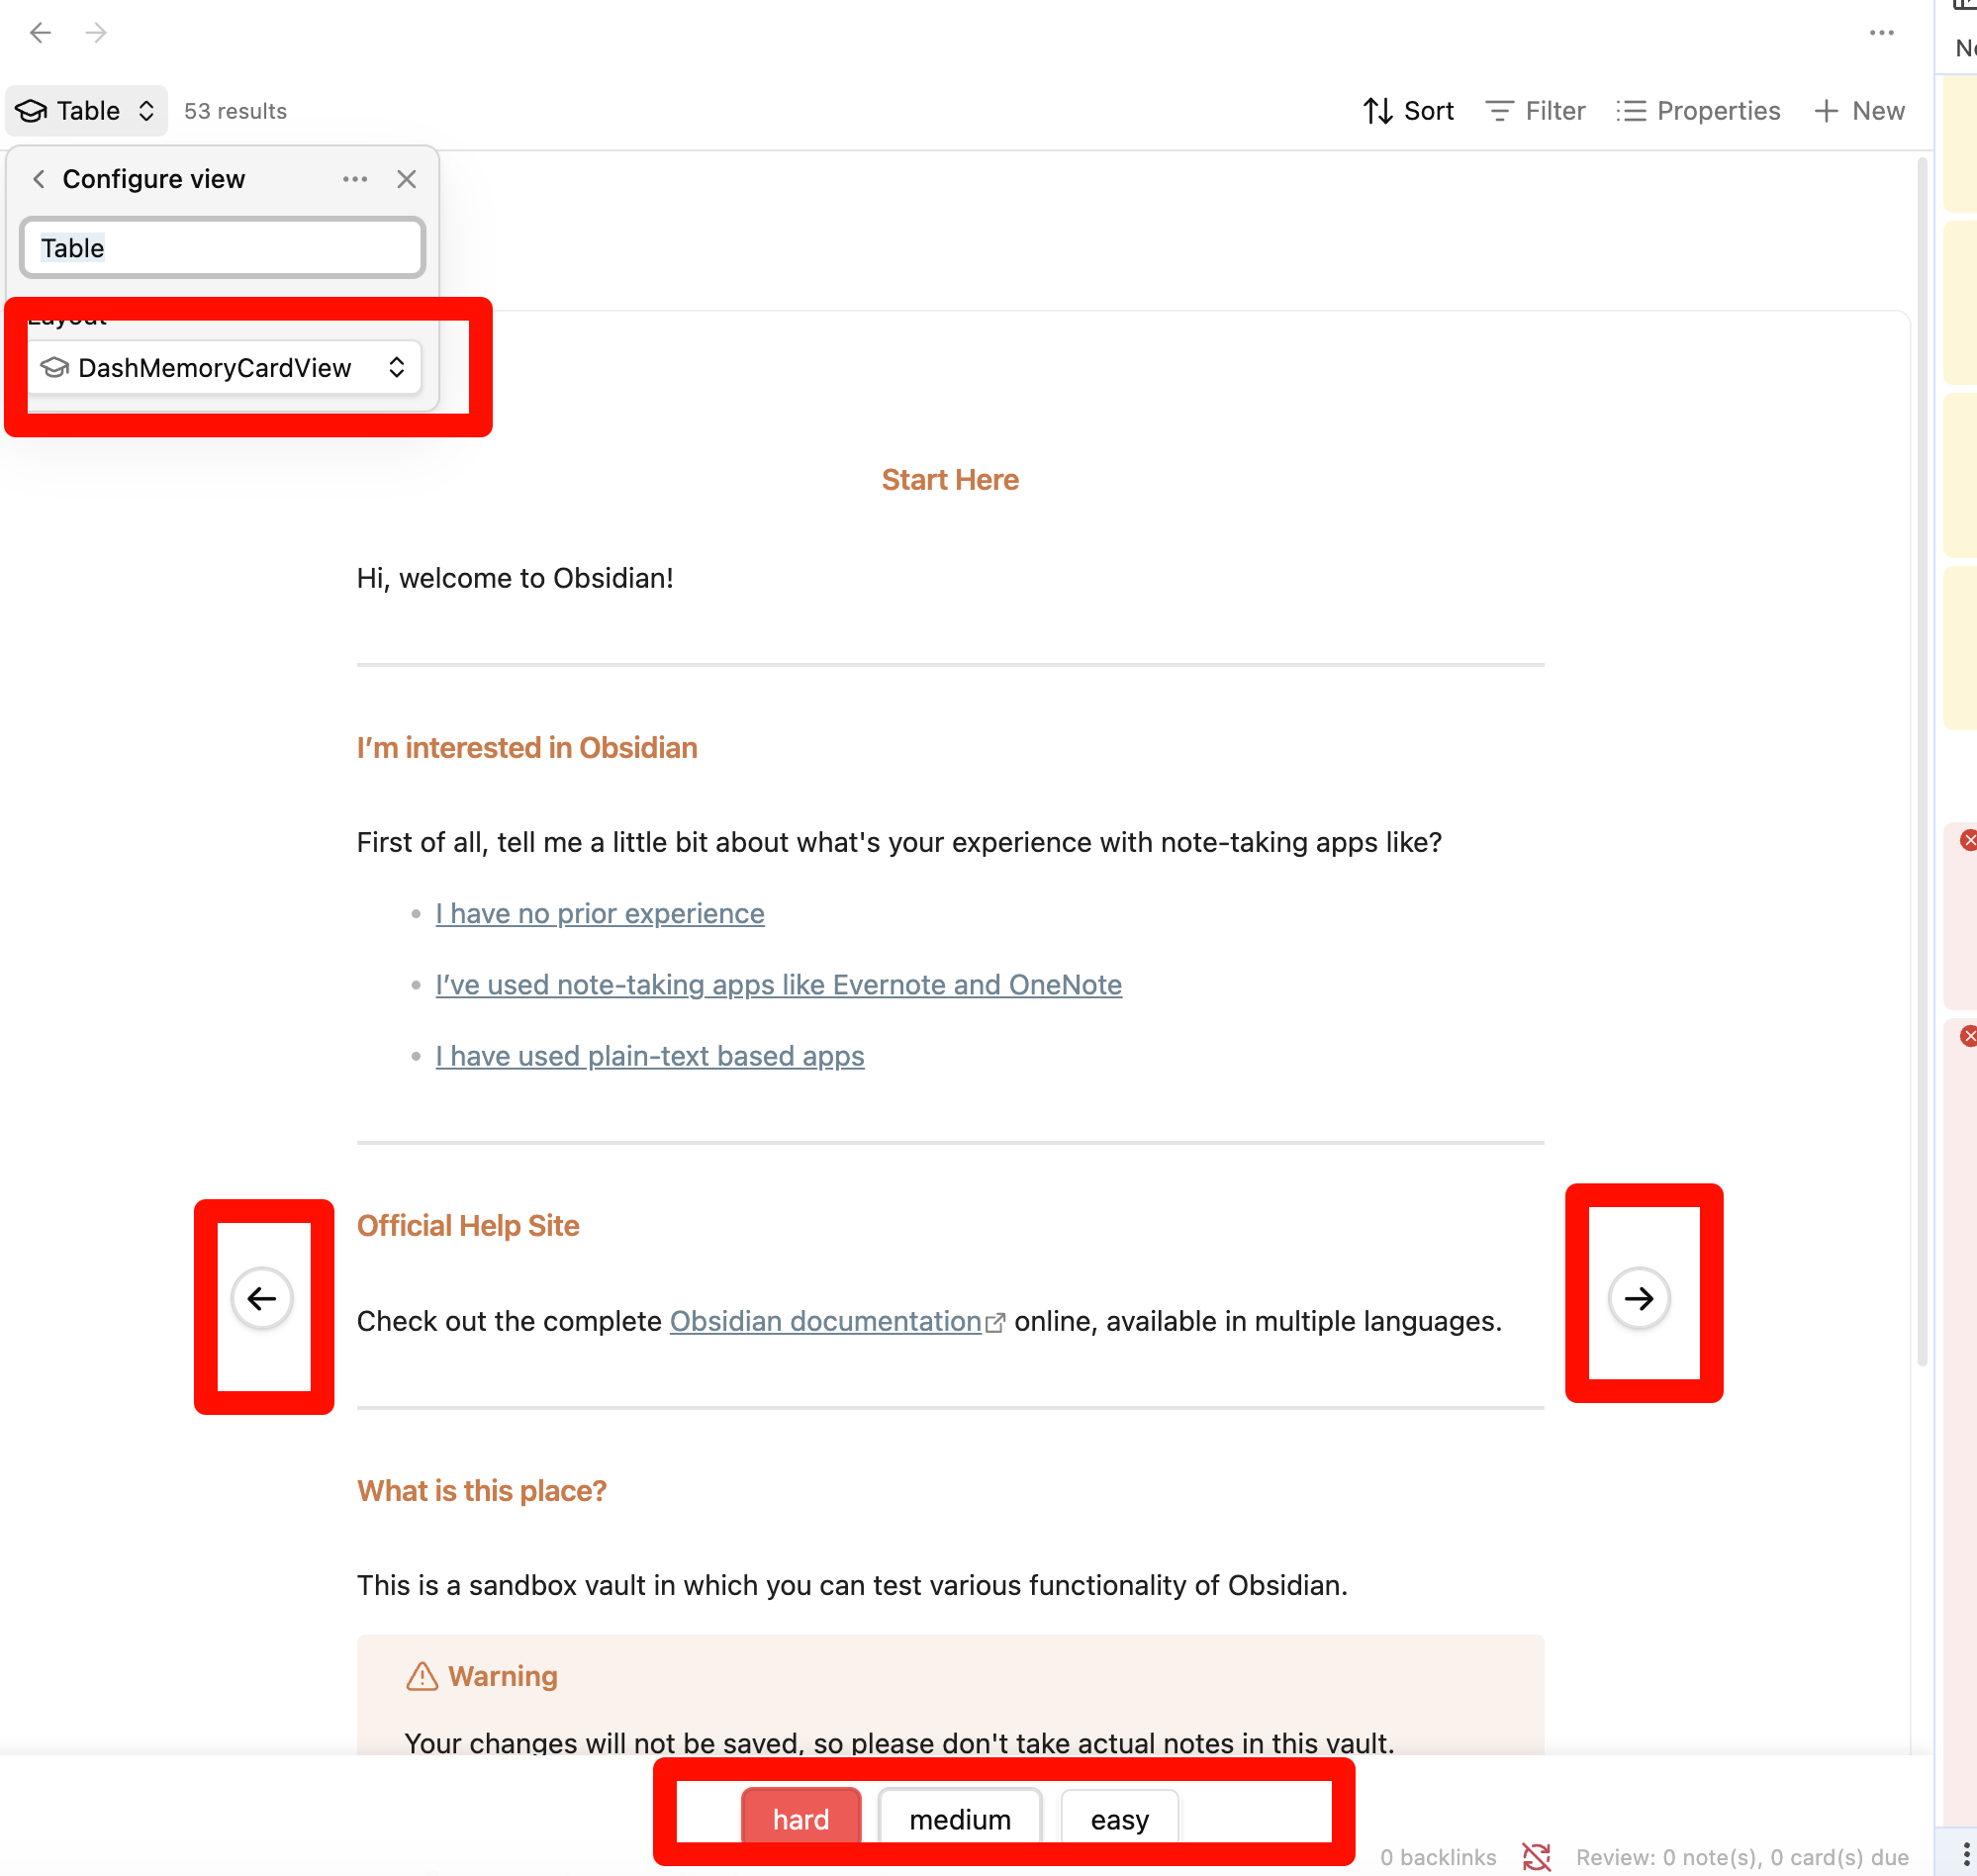 Table
53 results
Sort
Filter
Properties
New
Configure view
Table
DashMemoryCardView
Start Here
Hi, welcome to Obsidian!
I'm interested in Obsidian
First of all, tell me a little bit about what's your experience with note-taking apps like?
I have no prior experience
I've used note-taking apps like Evernote and OneNote
I have used plain-text based apps
Official Help Site
Check out the complete Obsidian documentation online, available in multiple languages.
What is this place?
This is a sandbox vault in which you can test various functionality of Obsidian.
Warning
Your changes will not be saved, so please don't take actual notes in this vault.
hard
medium
easy
0 backlinks
Review: 0 note(s), 0 card(s) due